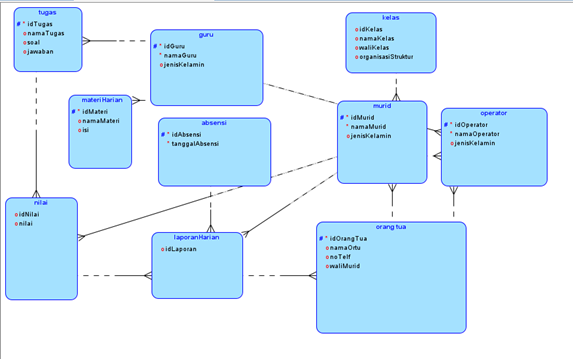 tugas
#* idTugas
o namaTugas
o soal
o jawaban
guru
#* idGuru
* namaGuru
o jenisKelamin
kelas
o idKelas
o namaKelas
o waliKelas
o organisasiStruktur
materiHarian
#* idMateri
o namaMateri
o isi
absensi
#* idAbsensi
* tanggalAbsensi
murid
#* idMurid
* namaMurid
o jenisKelamin
operator
#* idOperator
* namaOperator
o jenisKelamin
nilai
o idNilai
o nilai
laporanHarian
o idLaporan
orang tua
#* idOrangTua
o namaOrtu
o noTelf
o waliMurid